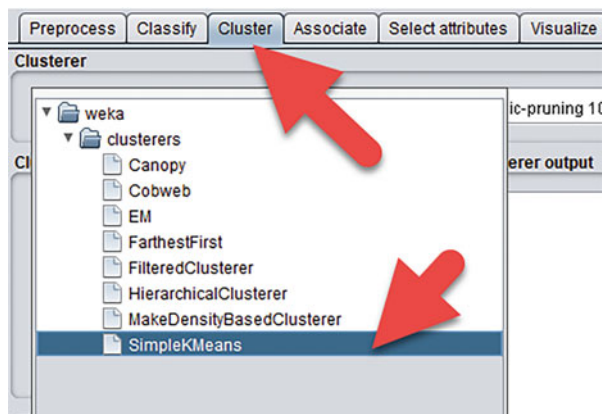 Preprocess Classify Cluster Associate Select attributes Visualize
Clusterer
weka
ic-pruning 10
clusterers
Canopy
erer output
Cobweb
EM
FarthestFirst
FilteredClusterer
HierarchicalClusterer
MakeDensityBasedClusterer
SimpleKMeans